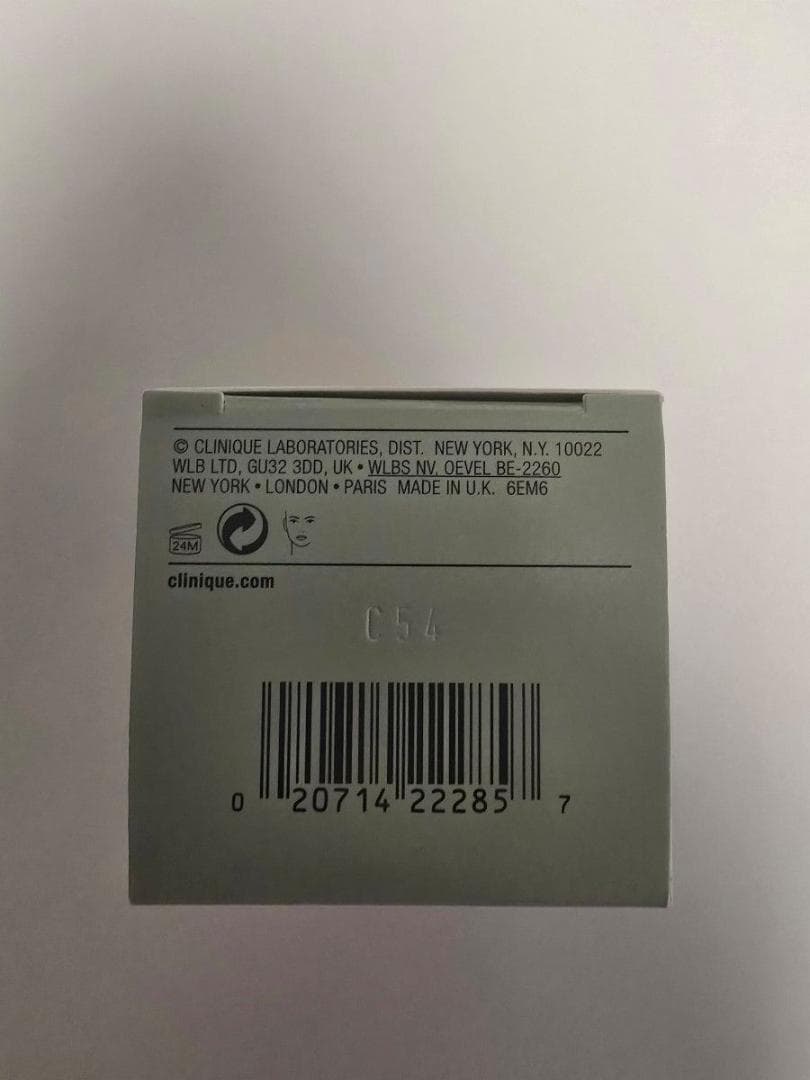 © CLINIQUE LABORATORIES, DIST. NEW YORK, N.Y. 10022
WLB LTD, GU32 3DD, UK • WLBS NV. OEVEL BE-2260
NEW YORK • LONDON • PARIS MADE IN U.K. 6EM6
24M
clinique.com
C54
0 20714 22285 7